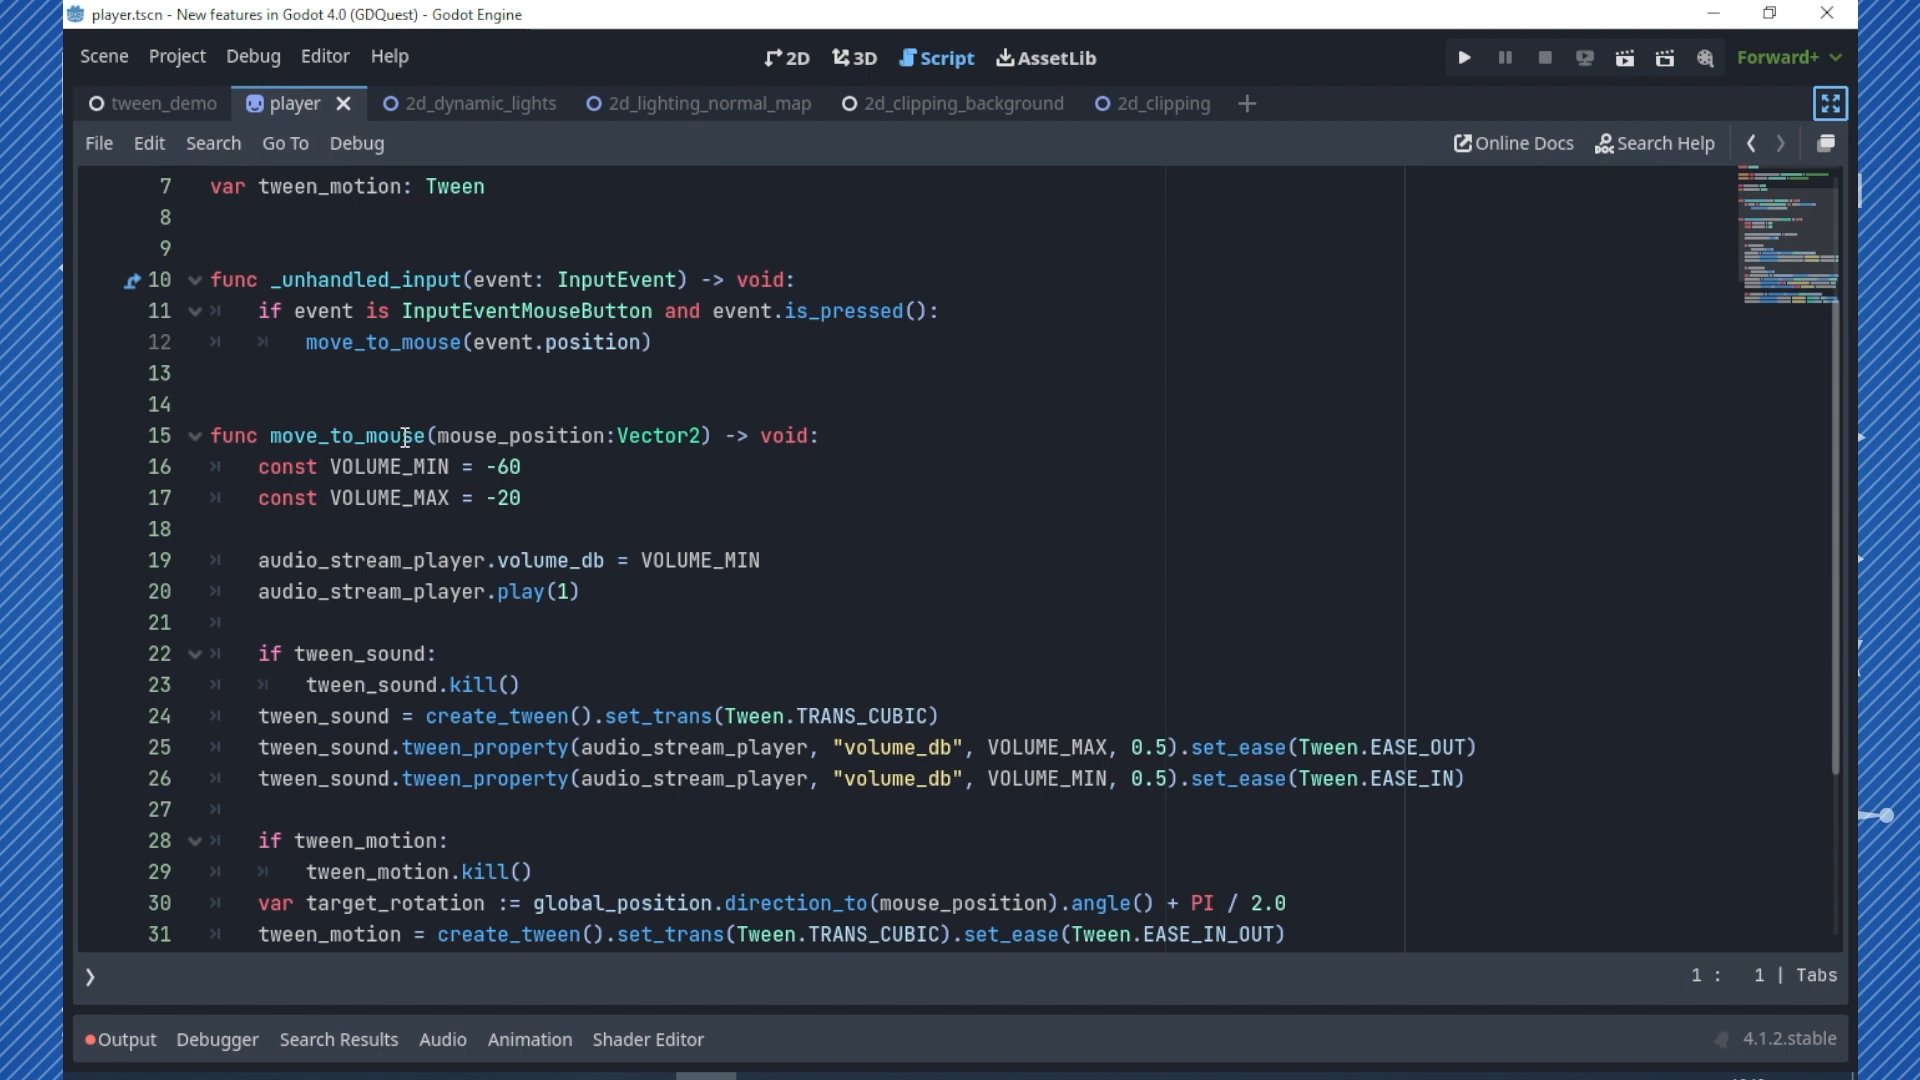 player.tscn - New features in Godot 4.0 (GDQuest) - Godot Engine
Scene Project Debug Editor Help 2D 3D Script AssetLib Forward+
tween_demo player 2d_dynamic_lights 2d_lighting_normal_map 2d_clipping_background 2d_clipping
File Edit Search Go To Debug Online Docs Search Help
7 var tween_motion: Tween
8
9
10 func _unhandled_input(event: InputEvent) -> void:
11 if event is InputEventMouseButton and event.is_pressed():
12 move_to_mouse(event.position)
13
14
15 func move_to_mouse(mouse_position:Vector2) -> void:
16 const VOLUME_MIN = -60
17 const VOLUME_MAX = -20
18
19 audio_stream_player.volume_db = VOLUME_MIN
20 audio_stream_player.play(1)
21
22 if tween_sound:
23 tween_sound.kill()
24 tween_sound = create_tween().set_trans(Tween.TRANS_CUBIC)
25 tween_sound.tween_property(audio_stream_player, "volume_db", VOLUME_MAX, 0.5).set_ease(Tween.EASE_OUT)
26 tween_sound.tween_property(audio_stream_player, "volume_db", VOLUME_MIN, 0.5).set_ease(Tween.EASE_IN)
27
28 if tween_motion:
29 tween_motion.kill()
30 var target_rotation := global_position.direction_to(mouse_position).angle() + PI / 2.0
31 tween_motion = create_tween().set_trans(Tween.TRANS_CUBIC).set_ease(Tween.EASE_IN_OUT)
1 : 1 | Tabs
Output Debugger Search Results Audio Animation Shader Editor 4.1.2.stable